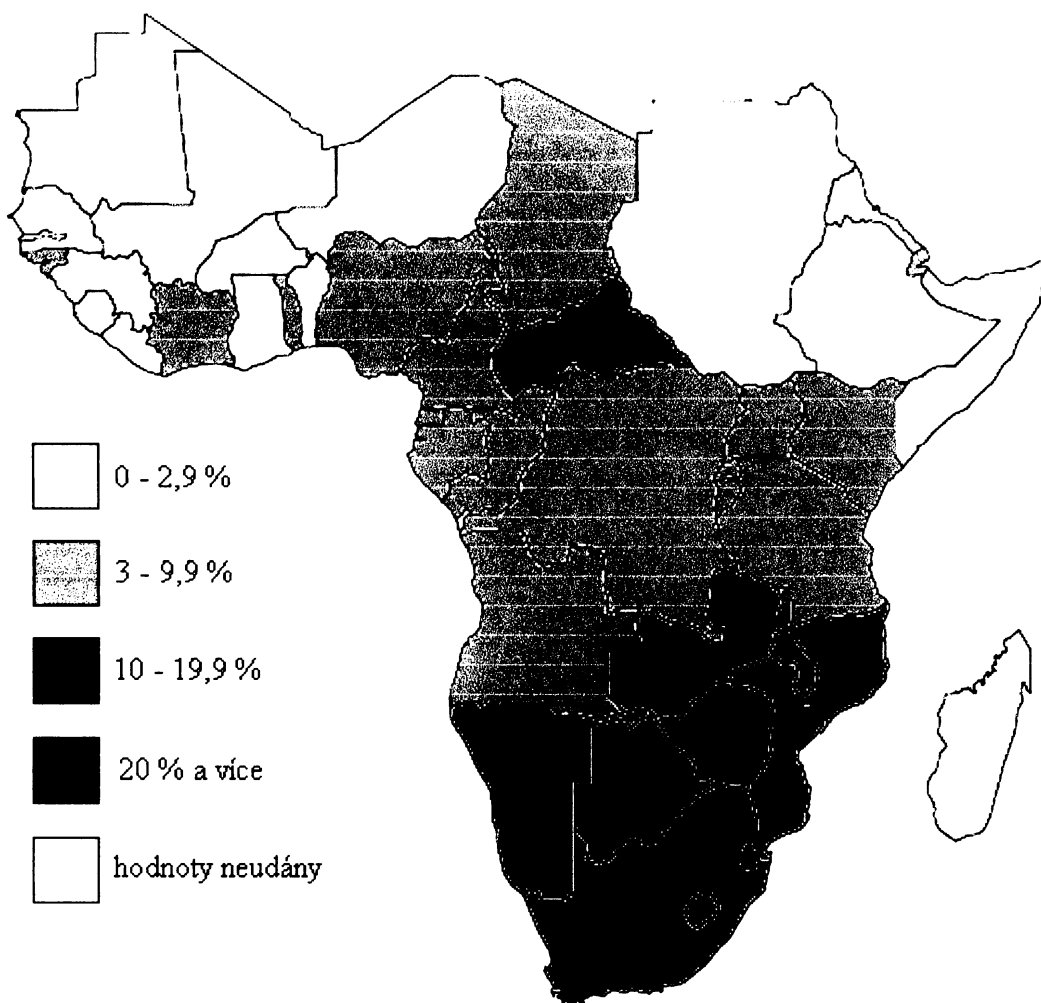 0 - 2,9 %
3 - 9,9 %
10 - 19,9 %
20 % a více
hodnoty neudány